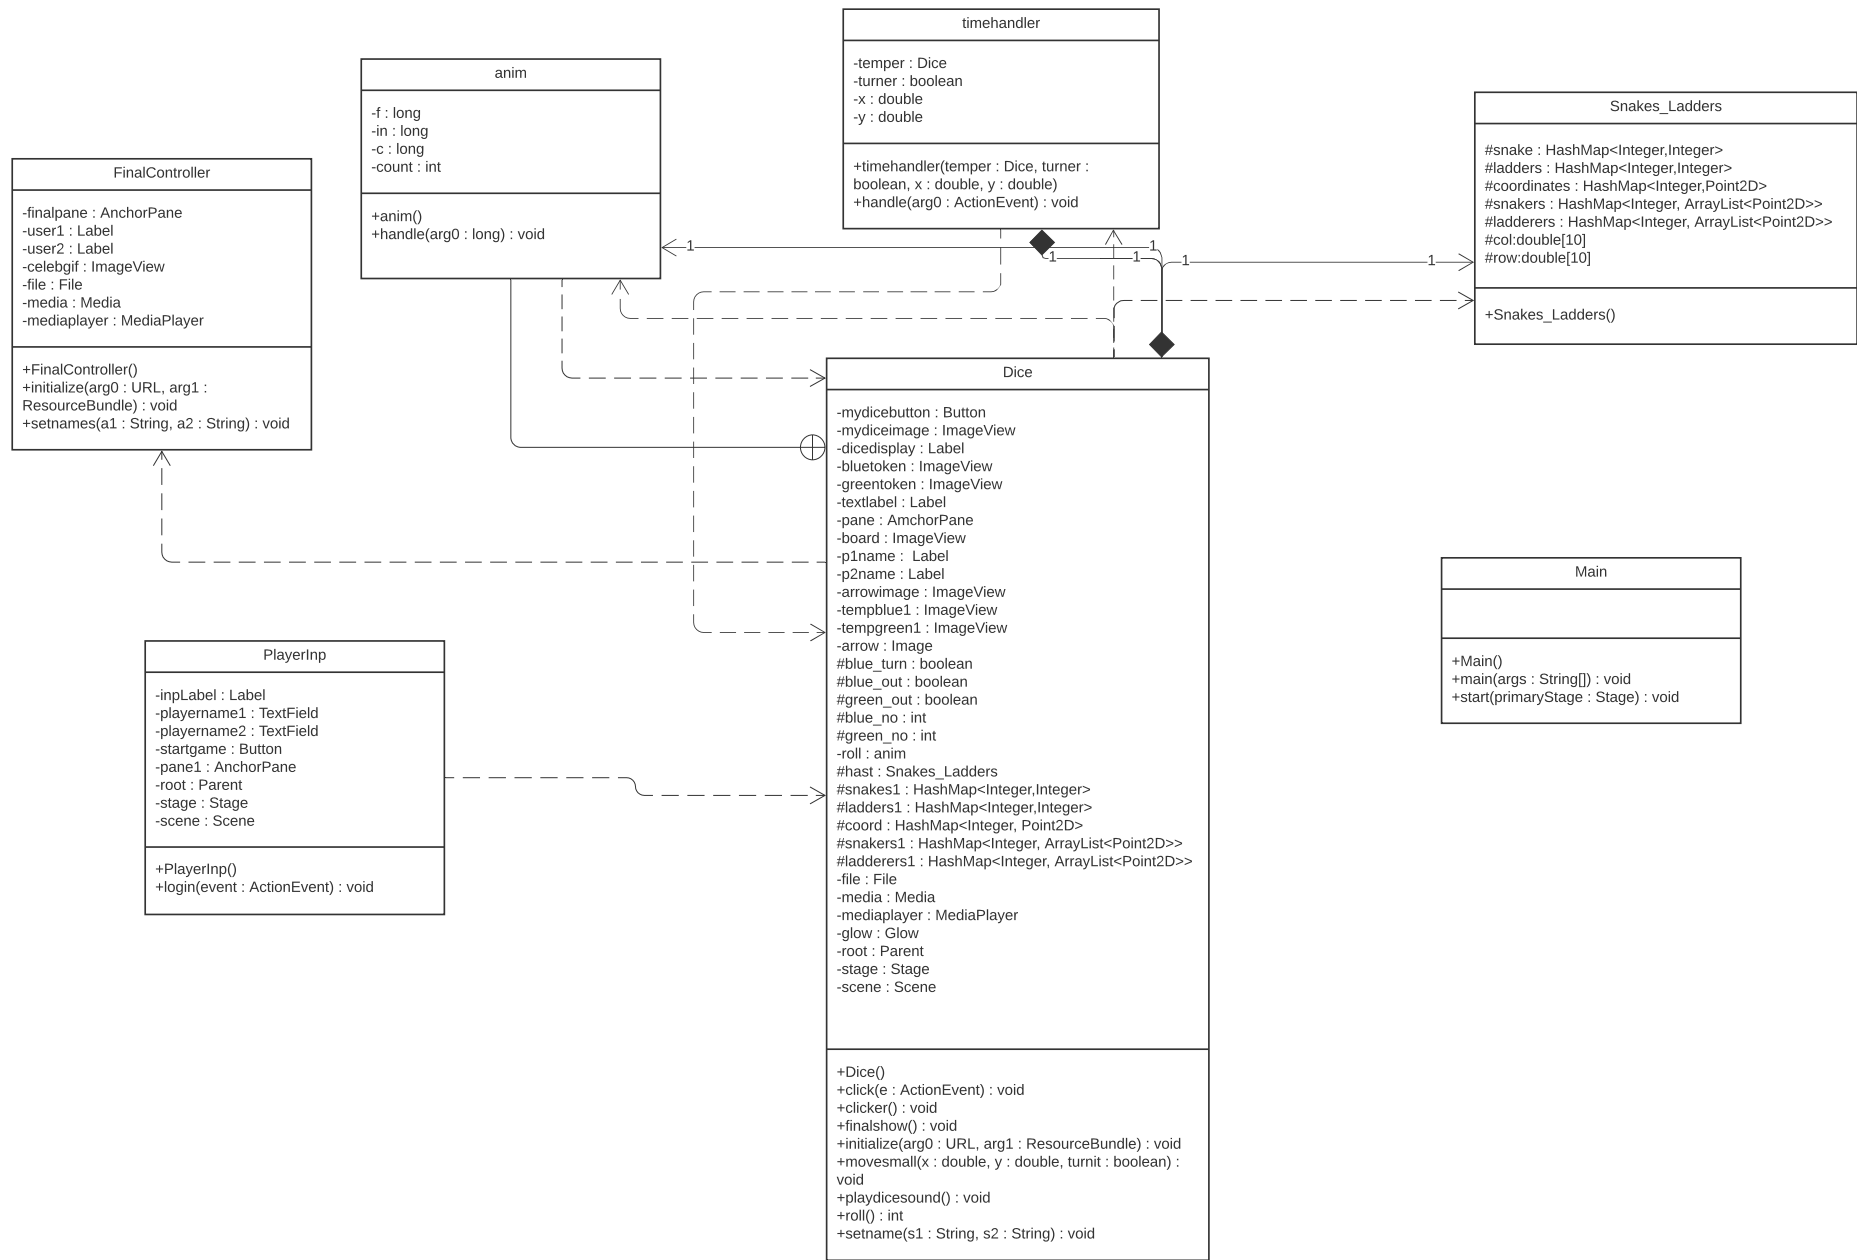 timehandler
-temper : Dice
-turner : boolean
-x : double
-y : double
+timehandler(temper : Dice, turner :
boolean, x : double, y : double)
+handle(arg0 : ActionEvent) : void
anim
-f : long
-in : long
-c : long
-count : int
+anim()
+handle(arg0 : long) : void
Snakes_Ladders
#snake : HashMap<Integer,Integer>
#ladders : HashMap<Integer,Integer>
#coordinates : HashMap<Integer,Point2D>
#snakers : HashMap<Integer, ArrayList<Point2D>>
#ladderers : HashMap<Integer, ArrayList<Point2D>>
#col:double[10]
#row:double[10]
+Snakes_Ladders()
FinalController
-finalpane : AnchorPane
-user1 : Label
-user2 : Label
-celebgif : ImageView
-file : File
-media : Media
-mediaplayer : MediaPlayer
+FinalController()
+initialize(arg0 : URL, arg1 :
ResourceBundle) : void
+setnames(a1 : String, a2 : String) : void
1
1
1
1
1
1
Dice
-mydicebutton : Button
-mydiceimage : ImageView
-dicedisplay : Label
-bluetoken : ImageView
-greentoken : ImageView
-textlabel : Label
-pane : AmchorPane
-board : ImageView
-p1name :  Label
-p2name : Label
-arrowimage : ImageView
-tempblue1 : ImageView
-tempgreen1 : ImageView
-arrow : Image
#blue_turn : boolean
#blue_out : boolean
#green_out : boolean
#blue_no : int
#green_no : int
-roll : anim
#hast : Snakes_Ladders
#snakes1 : HashMap<Integer,Integer>
#ladders1 : HashMap<Integer,Integer>
#coord : HashMap<Integer, Point2D>
#snakers1 : HashMap<Integer, ArrayList<Point2D>>
#ladderers1 : HashMap<Integer, ArrayList<Point2D>>
-file : File
-media : Media
-mediaplayer : MediaPlayer
-glow : Glow
-root : Parent
-stage : Stage
-scene : Scene
+Dice()
+click(e : ActionEvent) : void
+clicker() : void
+finalshow() : void
+initialize(arg0 : URL, arg1 : ResourceBundle) : void
+movesmall(x : double, y : double, turnit : boolean) :
void
+playdicesound() : void
+roll() : int
+setname(s1 : String, s2 : String) : void
Main
+Main()
+main(args : String[]) : void
+start(primaryStage : Stage) : void
PlayerInp
-inpLabel : Label
-playername1 : TextField
-playername2 : TextField
-startgame : Button
-pane1 : AnchorPane
-root : Parent
-stage : Stage
-scene : Scene
+PlayerInp()
+login(event : ActionEvent) : void